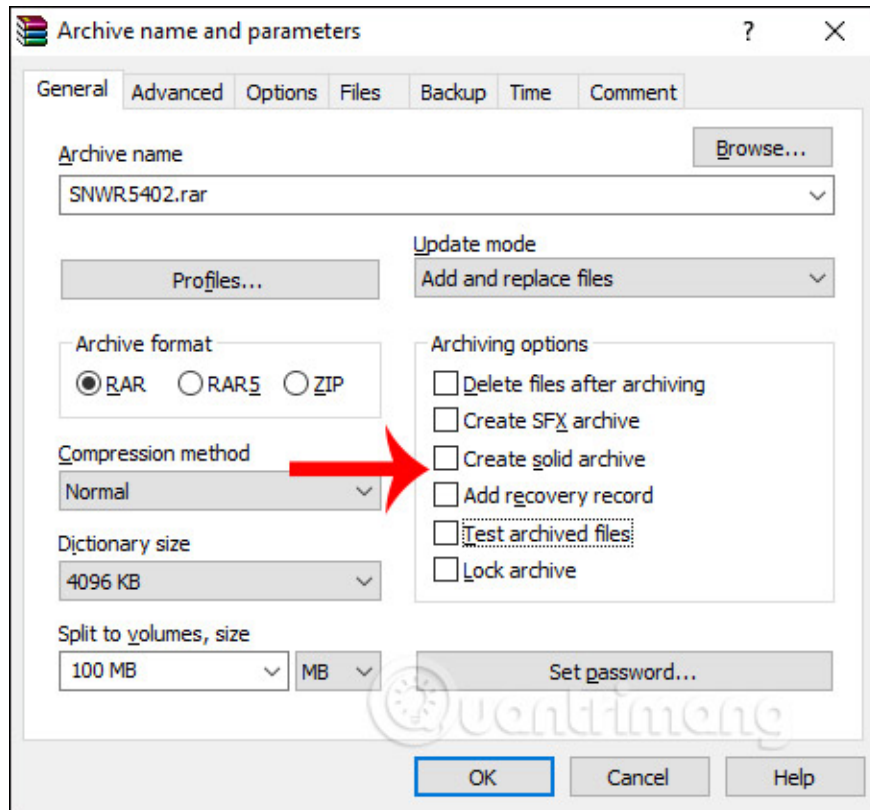 Archive name and parameters ?
General Advanced Options Files Backup Time Comment
Archive name Browse...
SNWR5402.rar
Update mode
Profiles... Add and replace files
Archive format Archiving options
RAR RAR5 ZIP Delete files after archiving
Create SFX archive
Compression method Create solid archive
Normal Add recovery record
Dictionary size Test archived files
4096 KB Lock archive
Split to volumes, size
100 MB MB Set password...
Quantrimang
OK Cancel Help